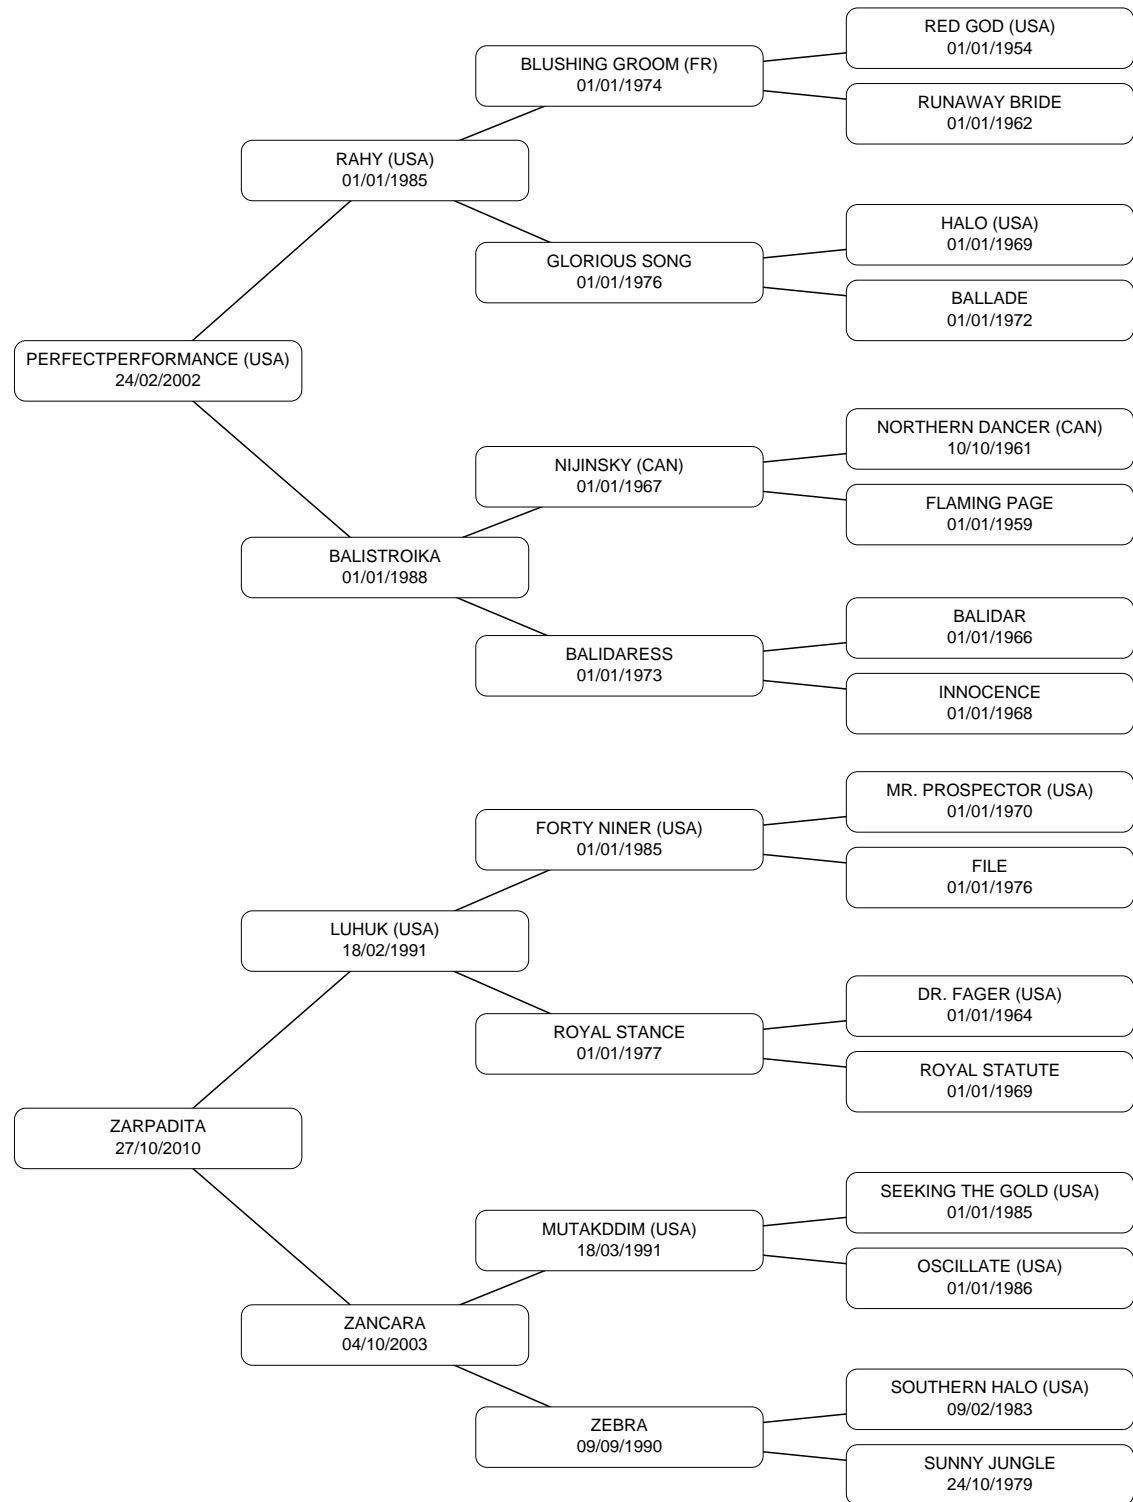 RED GOD (USA)
01/01/1954
BLUSHING GROOM (FR)
01/01/1974
RUNAWAY BRIDE
01/01/1962
RAHY (USA)
01/01/1985
HALO (USA)
01/01/1969
GLORIOUS SONG
01/01/1976
BALLADE
01/01/1972
PERFECTPERFORMANCE (USA)
24/02/2002
NORTHERN DANCER (CAN)
10/10/1961
NIJINSKY (CAN)
01/01/1967
FLAMING PAGE
01/01/1959
BALISTROIKA
01/01/1988
BALIDAR
01/01/1966
BALIDARESS
01/01/1973
INNOCENCE
01/01/1968
MR. PROSPECTOR (USA)
01/01/1970
FORTY NINER (USA)
01/01/1985
FILE
01/01/1976
LUHUK (USA)
18/02/1991
DR. FAGER (USA)
01/01/1964
ROYAL STANCE
01/01/1977
ROYAL STATUTE
01/01/1969
ZARPADITA
27/10/2010
SEEKING THE GOLD (USA)
01/01/1985
MUTAKDDIM (USA)
18/03/1991
OSCILLATE (USA)
01/01/1986
ZANCARA
04/10/2003
SOUTHERN HALO (USA)
09/02/1983
ZEBRA
09/09/1990
SUNNY JUNGLE
24/10/1979